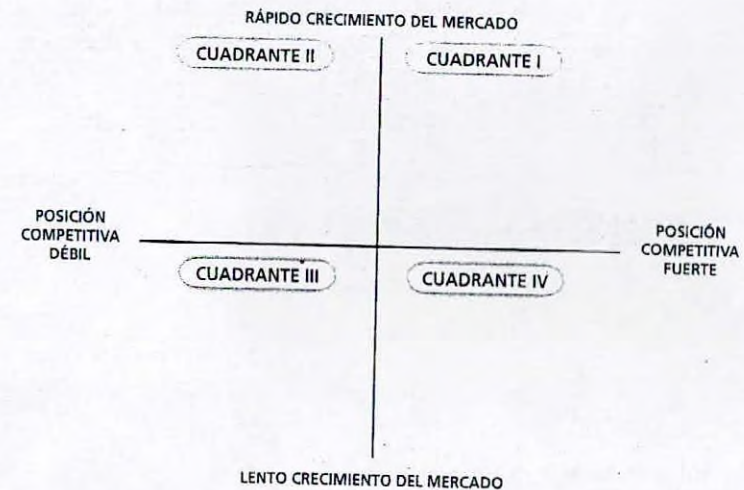 RÁPIDO CRECIMIENTO DEL MERCADO
CUADRANTE II
CUADRANTE I
POSICIÓN
COMPETITIVA
DÉBIL
POSICIÓN
COMPETITIVA
FUERTE
CUADRANTE III
CUADRANTE IV
LENTO CRECIMIENTO DEL MERCADO